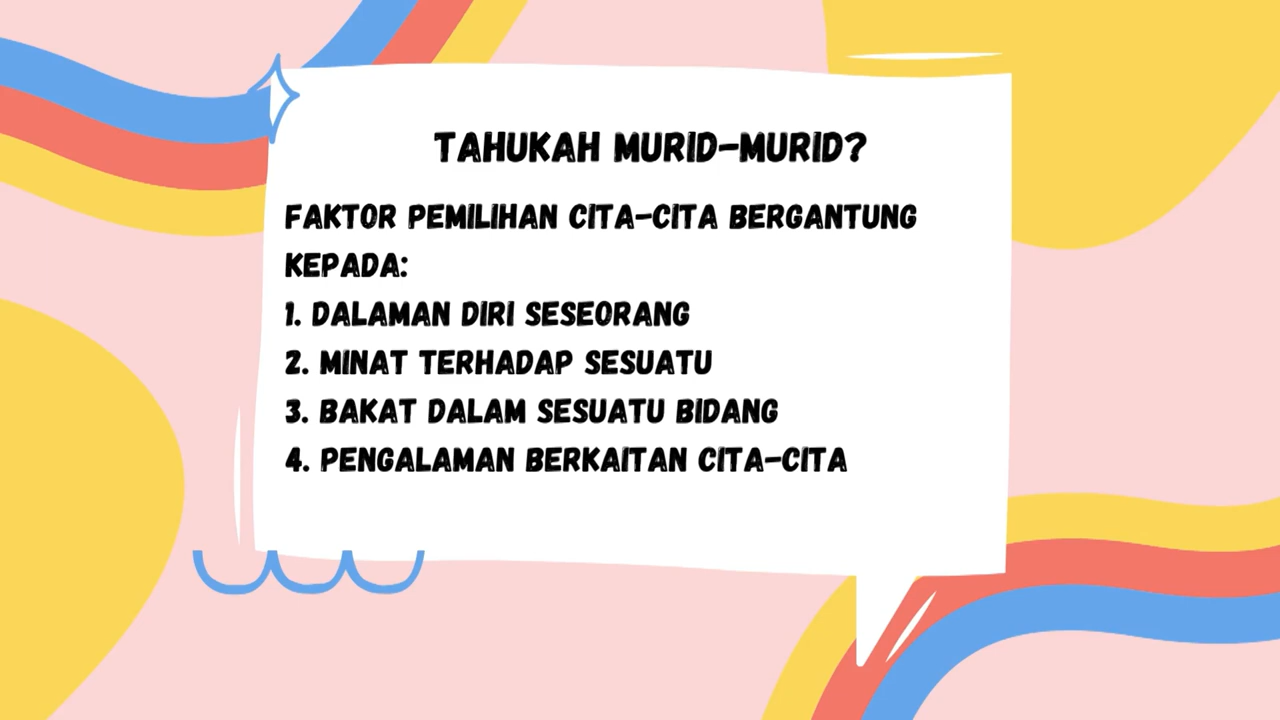 TAHUKAH MURID-MURID?
FAKTOR PEMILIHAN CITA-CITA BERGANTUNG
KEPADA:
1. DALAMAN DIRI SESEORANG
2. MINAT TERHADAP SESUATU
3. BAKAT DALAM SESUATU BIDANG
4. PENGALAMAN BERKAITAN CITA-CITA